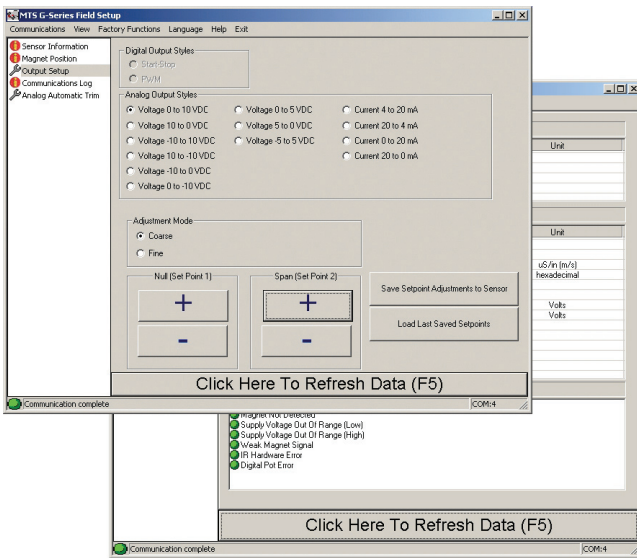 MTS G-Series Field Setup
Communications View Factory Functions Language Help Exit
Sensor Information
Magnet Position
Output Setup
Communications Log
Analog Automatic Trim
Digital Output Styles
Start-Stop
PWM
Analog Output Styles
Voltage 0 to 10 VDC Voltage 0 to 5 VDC Current 4 to 20 mA
Voltage 10 to 0 VDC Voltage 5 to 0 VDC Current 20 to 4 mA
Voltage -10 to 10 VDC Voltage -5 to 5 VDC Current 0 to 20 mA
Voltage 10 to -10 VDC Current 20 to 0 mA
Voltage -10 to 0 VDC
Voltage 0 to -10 VDC
Adjustment Mode
Coarse
Fine
Null (Set Point 1) Span (Set Point 2)
+ +
- -
Save Setpoint Adjustments to Sensor
Load Last Saved Setpoints
Click Here To Refresh Data (F5)
Communication complete COM:4
Unit
Unit
uS/in (m/s)
hexadecimal
Volts
Volts
Magnet Not Detected
Supply Voltage Out Of Range (Low)
Supply Voltage Out Of Range (High)
Weak Magnet Signal
IR Hardware Error
Digital Pot Error
Click Here To Refresh Data (F5)
Communication complete COM:4